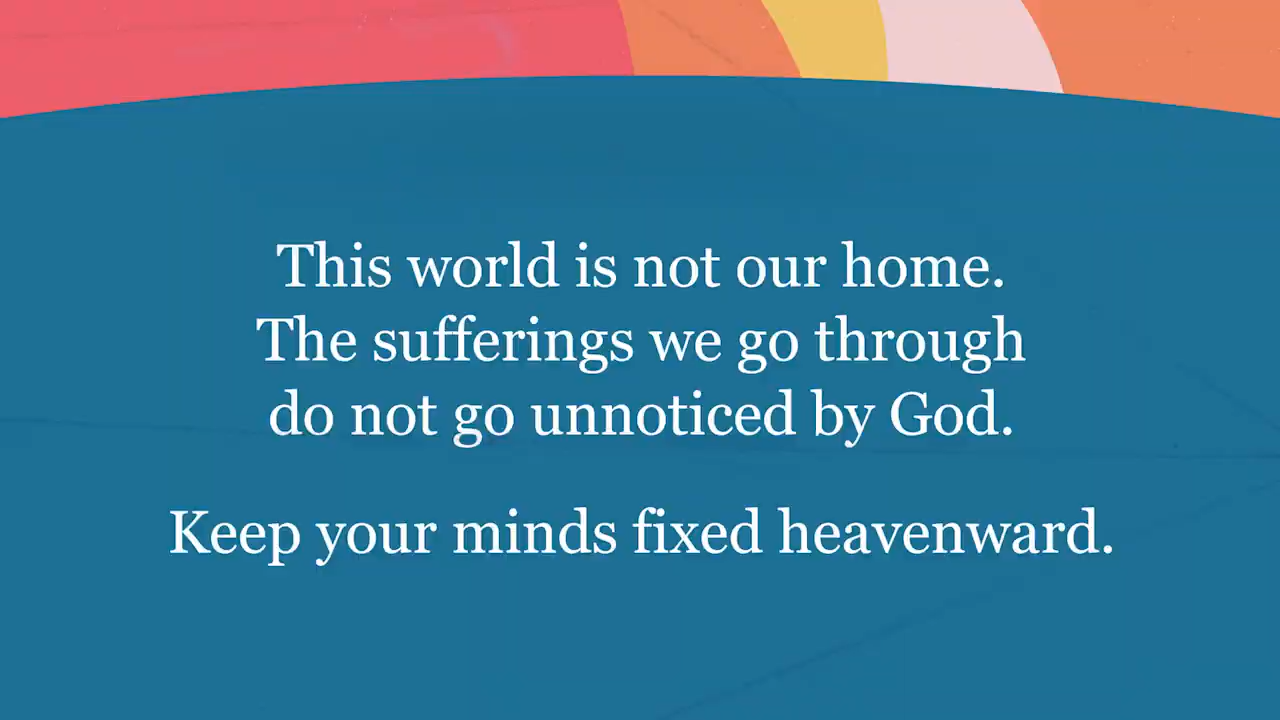 This world is not our home.
The sufferings we go through
do not go unnoticed by God.
Keep your minds fixed heavenward.